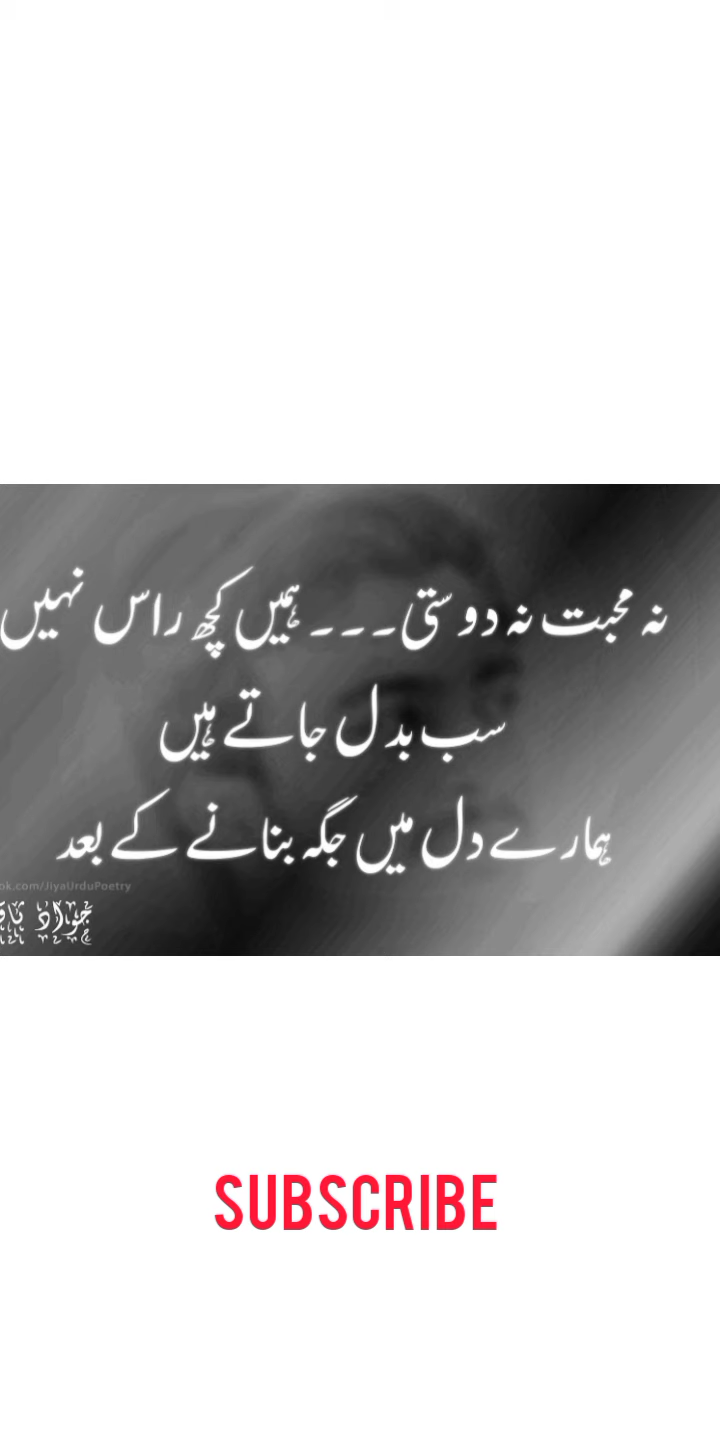 نہ محبت نہ دوستی۔۔۔ ہمیں کچھ راس نہیں
سب بدل جاتے ہیں
ہمارے دل میں جگہ بنانے کے بعد
ok.com/JiyaUrduPoetry
جواد
SUBSCRIBE